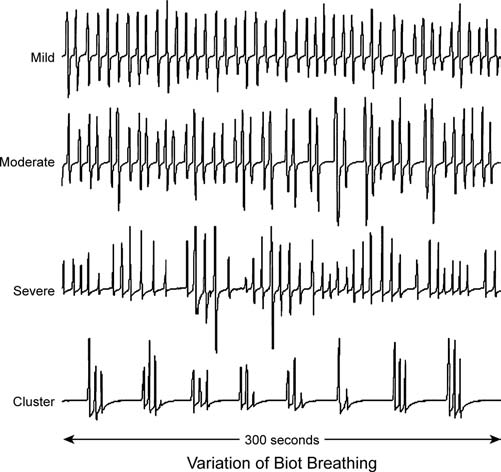 Mild
Moderate
Severe
Cluster
300 seconds
Variation of Biot Breathing